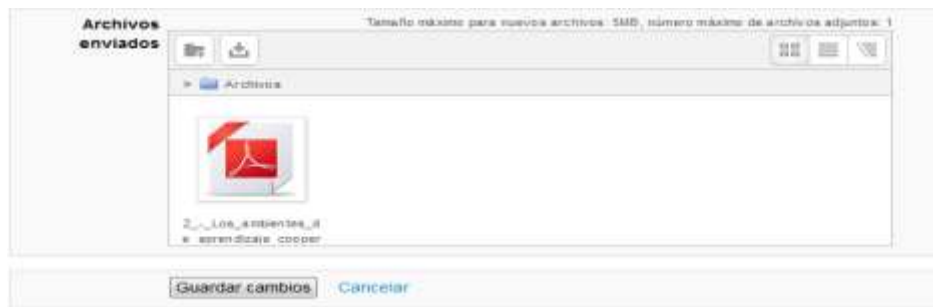 Archivos enviados
Tamaño máximo para nuevos archivos: 5MB, número máximo de archivos adjuntos: 1
Archivos
2_-_Los_ambientes_d
e_aprendizaje_cooper
Guardar cambios
Cancelar